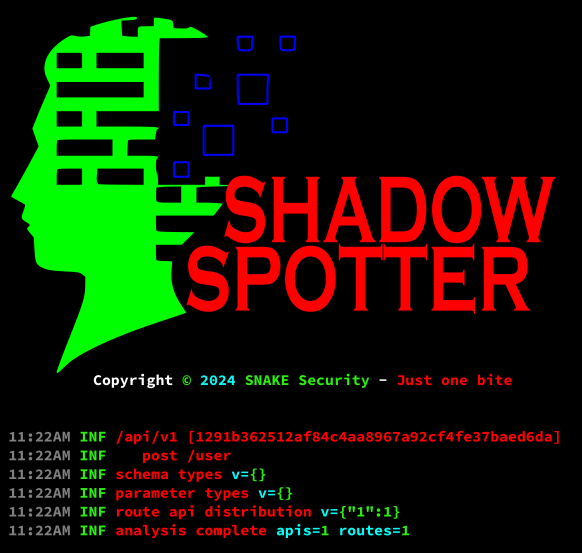 SHADOW
SPOTTER
Copyright © 2024 SNAKE Security - Just one bite
11:22AM INF /api/v1 [1291b362512af84c4aa8967a92cf4fe37baed6da]
11:22AM INF    post /user
11:22AM INF schema types v={}
11:22AM INF parameter types v={}
11:22AM INF route api distribution v={"1":1}
11:22AM INF analysis complete apis=1 routes=1